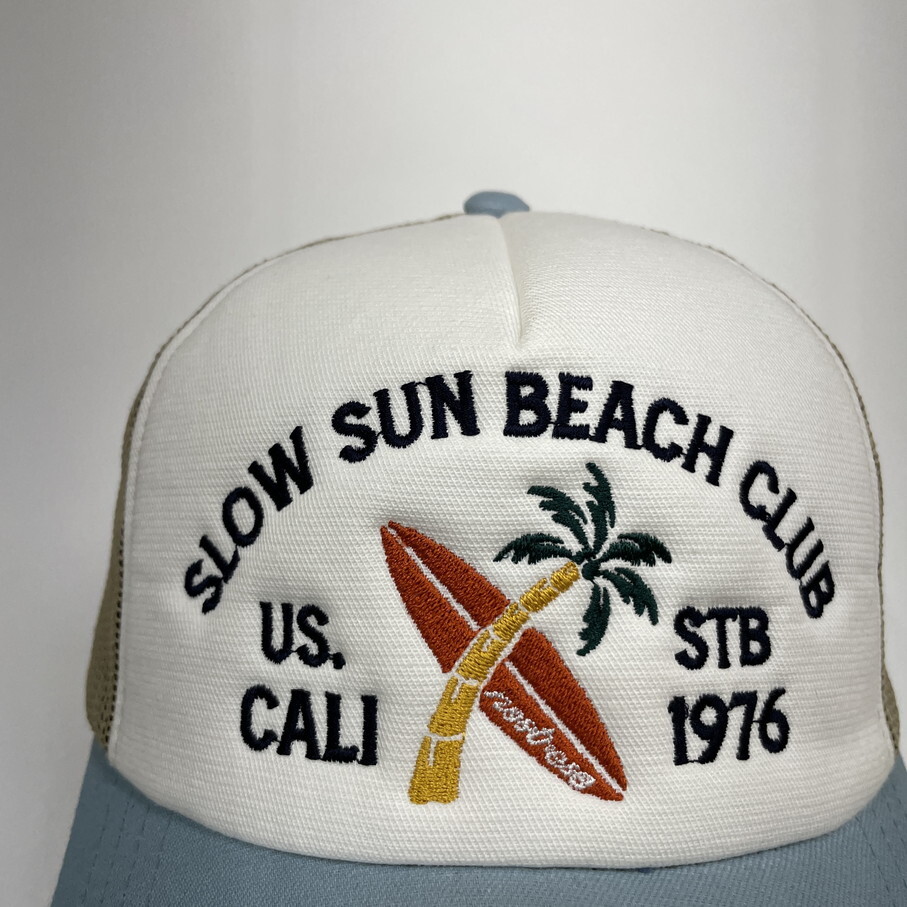 SLOW SUN BEACH CLUB
US.
CALI
STB
1976